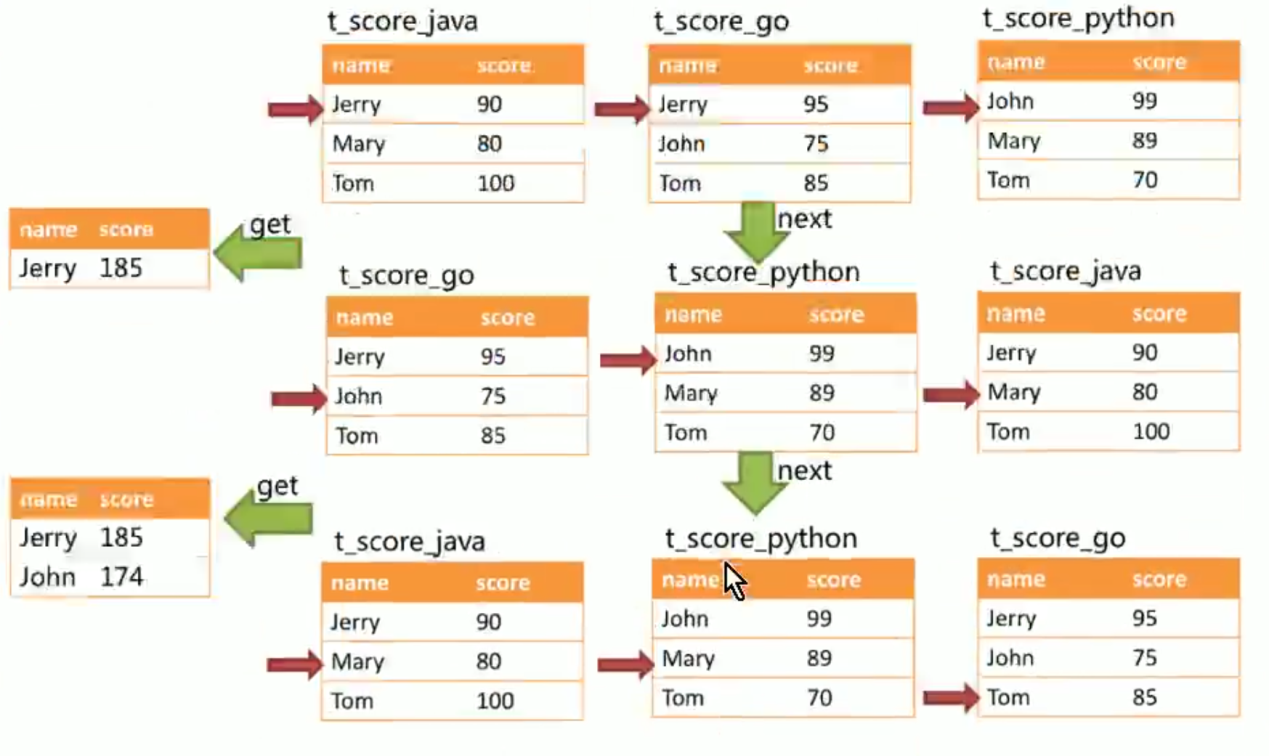 t_score_java t_score_go t_score_python
name score name score name score
Jerry 90 Jerry 95 John 99
Mary 80 John 75 Mary 89
Tom 100 Tom 85 Tom 70
get next
name score
Jerry 185
t_score_go t_score_python t_score_java
name score name score name score
Jerry 95 John 99 Jerry 90
John 75 Mary 89 Mary 80
Tom 85 Tom 70 Tom 100
get next
name score
Jerry 185
John 174
t_score_java t_score_python t_score_go
name score name score name score
Jerry 90 John 99 Jerry 95
Mary 80 Mary 89 John 75
Tom 100 Tom 70 Tom 85